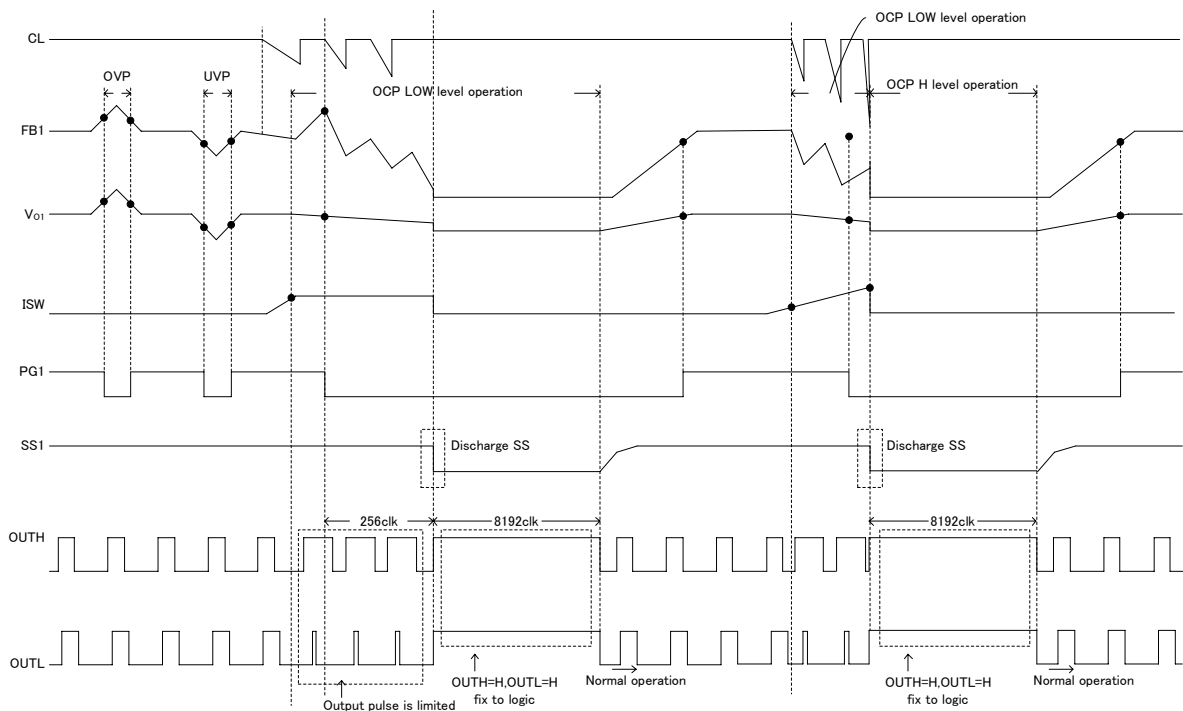 OCP LOW level operation
CL
OVP
UVP
OCP LOW level operation
OCP H level operation
FB1
VO1
ISW
PG1
SS1
Discharge SS
Discharge SS
256clk
8192clk
8192clk
OUTH
OUTL
OUTH=H,OUTL=H
fix to logic
Normal operation
OUTH=H,OUTL=H
fix to logic
Normal operation
Output pulse is limited